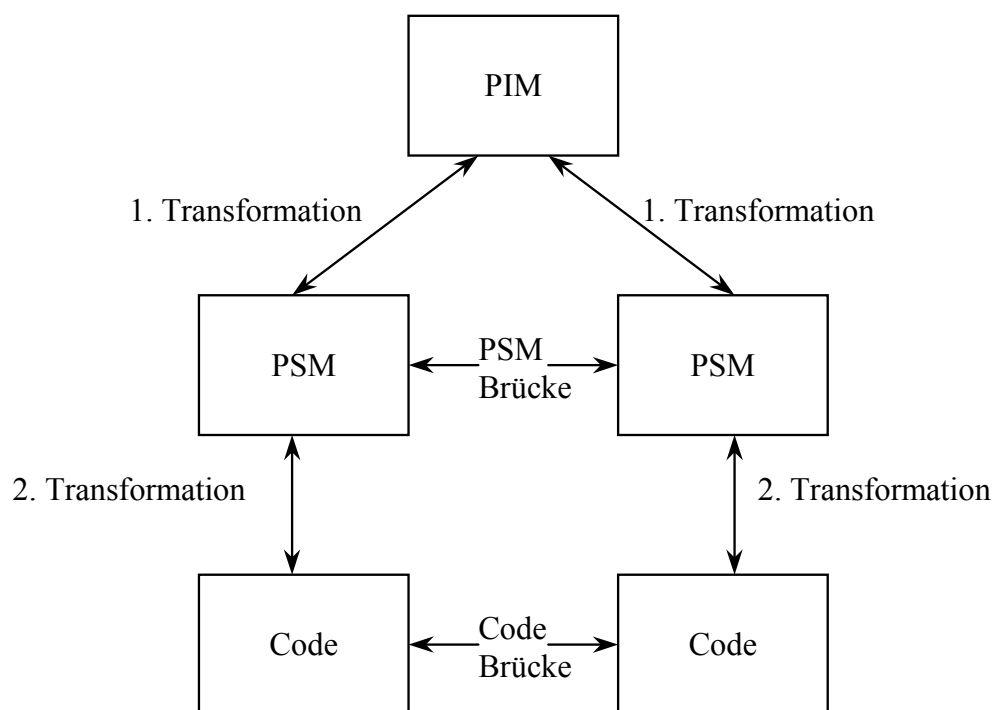 PIM
1. Transformation
1. Transformation
PSM
PSM
Brücke
PSM
2. Transformation
2. Transformation
Code
Code
Brücke
Code